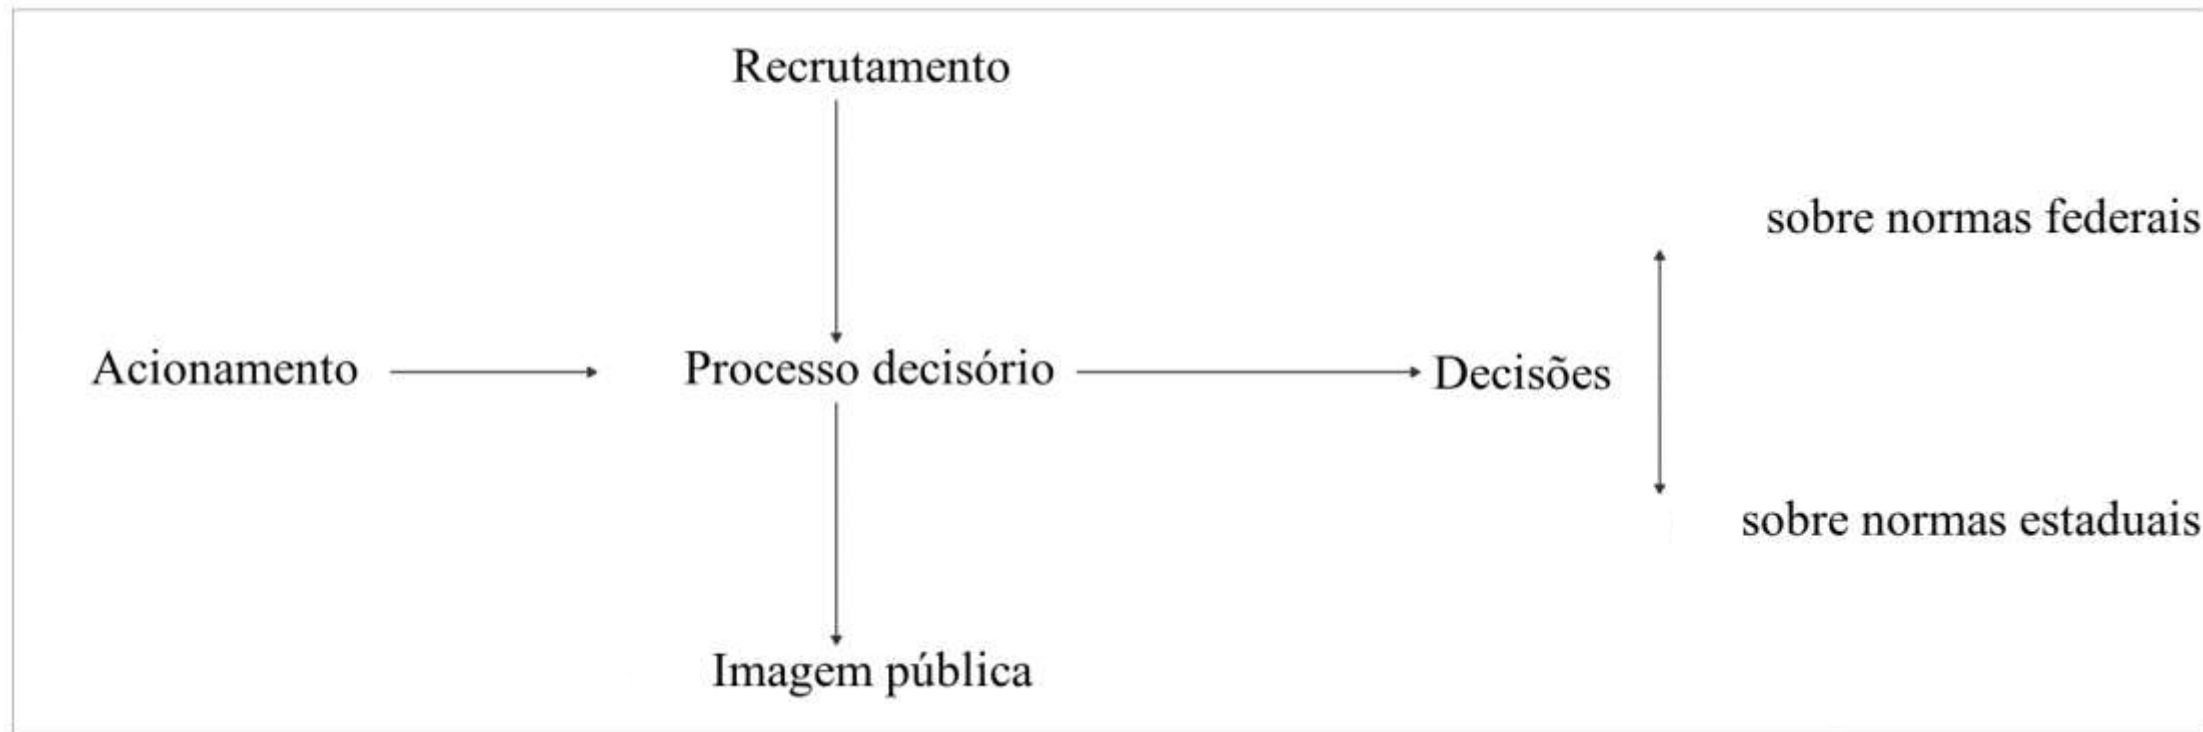 Recrutamento
sobre normas federais
Acionamento
Processo decisório
Decisões
sobre normas estaduais
Imagem pública